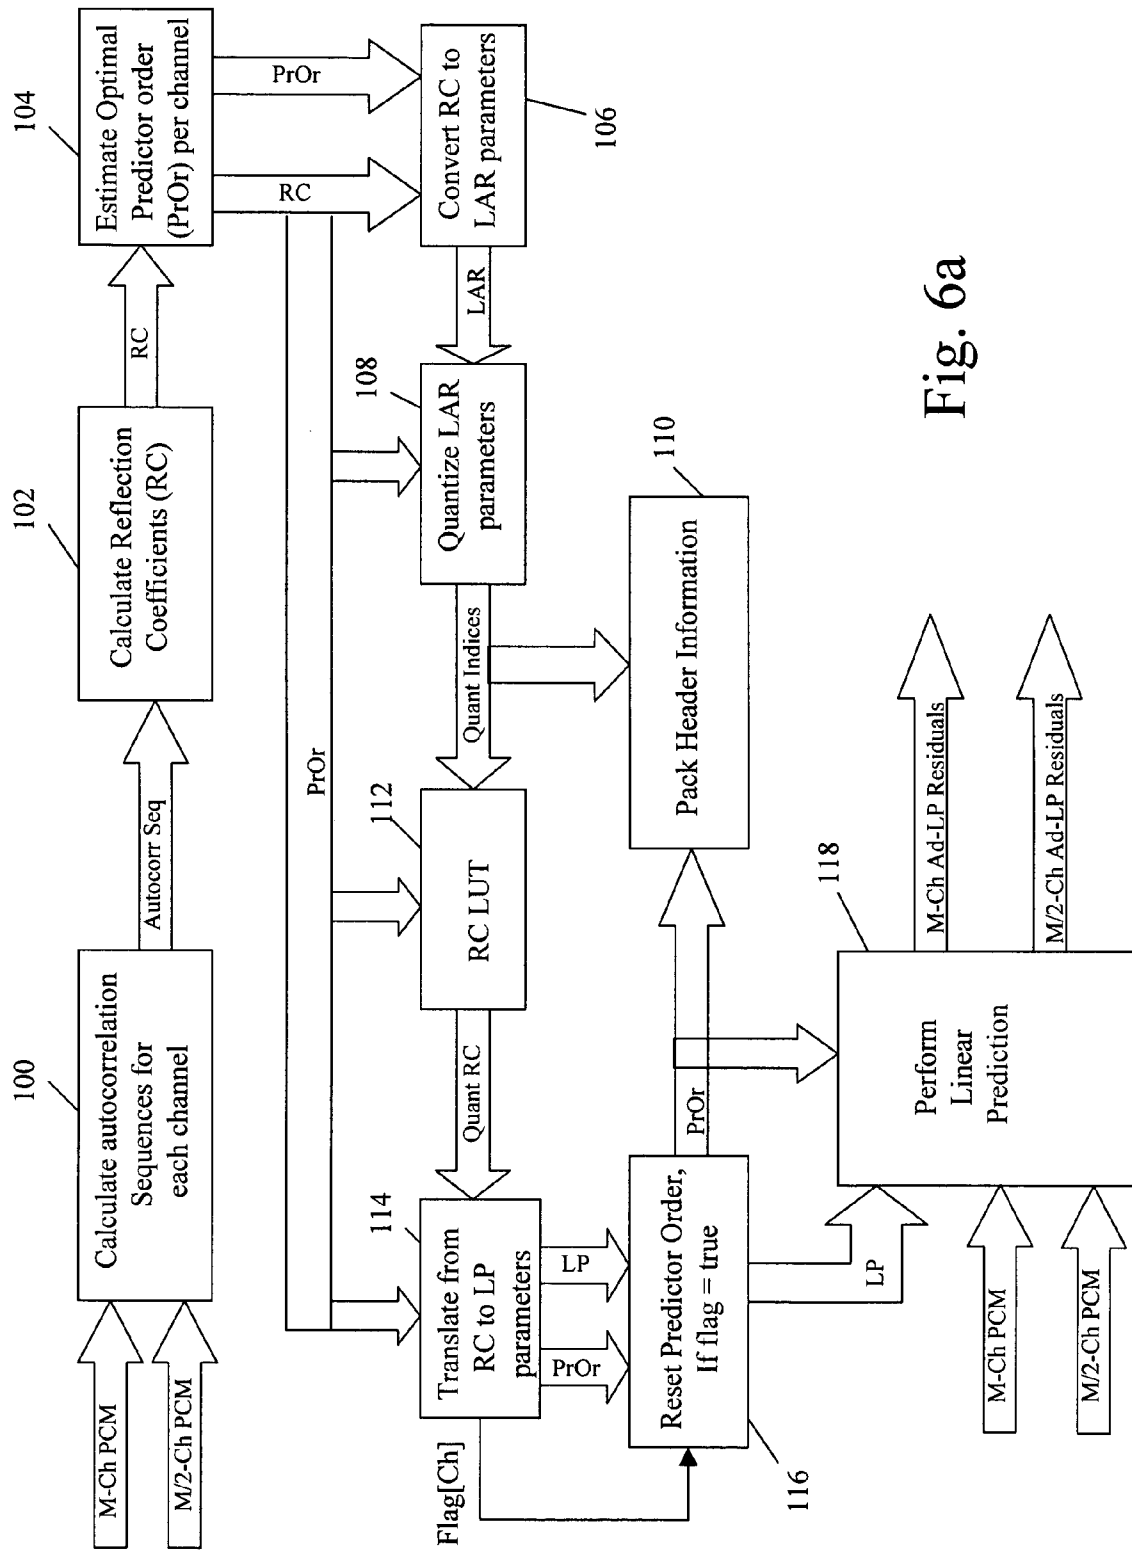 M-Ch PCM
M/2-Ch PCM
100
Calculate autocorrelation
Sequences for
each channel
Autocorr Seq
102
Calculate Reflection
Coefficients (RC)
RC
104
Estimate Optimal
Predictor order
(PrOr) per channel
PrOr
RC
PrOr
106
Convert RC to
LAR parameters
LAR
108
Quantize LAR
parameters
Quant Indices
112
RC LUT
Quant RC
114
Translate from
RC to LP
parameters
Flag[Ch]
PrOr
LP
110
Pack Header Information
116
Reset Predictor Order,
If flag = true
PrOr
LP
118
Perform
Linear
Prediction
M-Ch PCM
M/2-Ch PCM
M-Ch Ad-LP Residuals
M/2-Ch Ad-LP Residuals
Fig. 6a